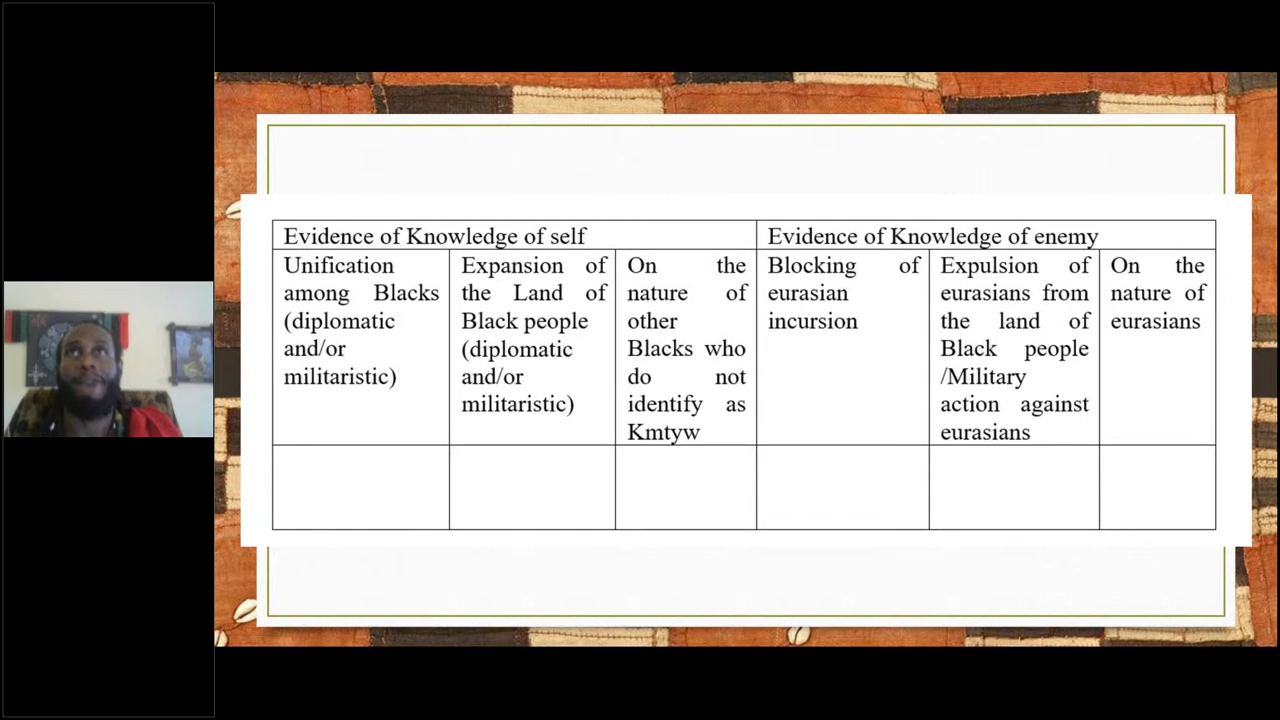 Evidence of Knowledge of self
Evidence of Knowledge of enemy
Unification
among Blacks
(diplomatic
and/or
militaristic)
Expansion of
the Land of
Black people
(diplomatic
and/or
militaristic)
On the
nature of
other
Blacks who
do not
identify as
Kmtyw
Blocking of
eurasian
incursion
Expulsion of
eurasians from
the land of
Black people
/Military
action against
eurasians
On the
nature of
eurasians